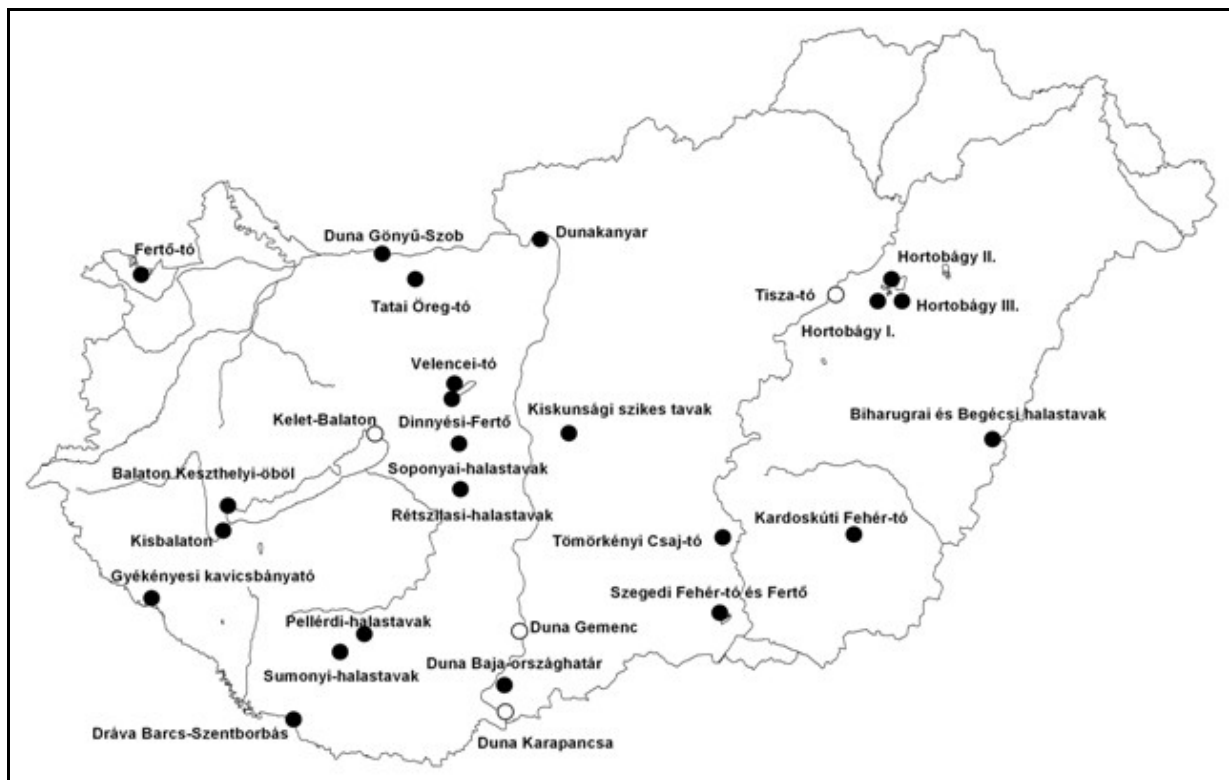 Dunakanyar
Duna Gönyű-Szob
Fertő-tó
Hortobágy II.
Tisza-tó
Tatai Öreg-tó
Hortobágy III.
Hortobágy I.
Velencei-tó
Kiskunsági szikes tavak
Biharugrai és Begécsi halastavak
Kelet-Balaton
Dinnyési-Fertő
Balaton Keszthelyi-öböl
Soponyai-halastavak
Rétszilasi-halastavak
Kardoskúti Fehér-tó
Kisbalaton
Tömörkényi Csaj-tó
Gyékényesi kavicsbányató
Szegedi Fehér-tó és Fertő
Pellérdi-halastavak
Duna Gemenc
Duna Baja-országhatár
Sumonyi-halastavak
Dráva Barcs-Szentborbás
Duna Karapancsa